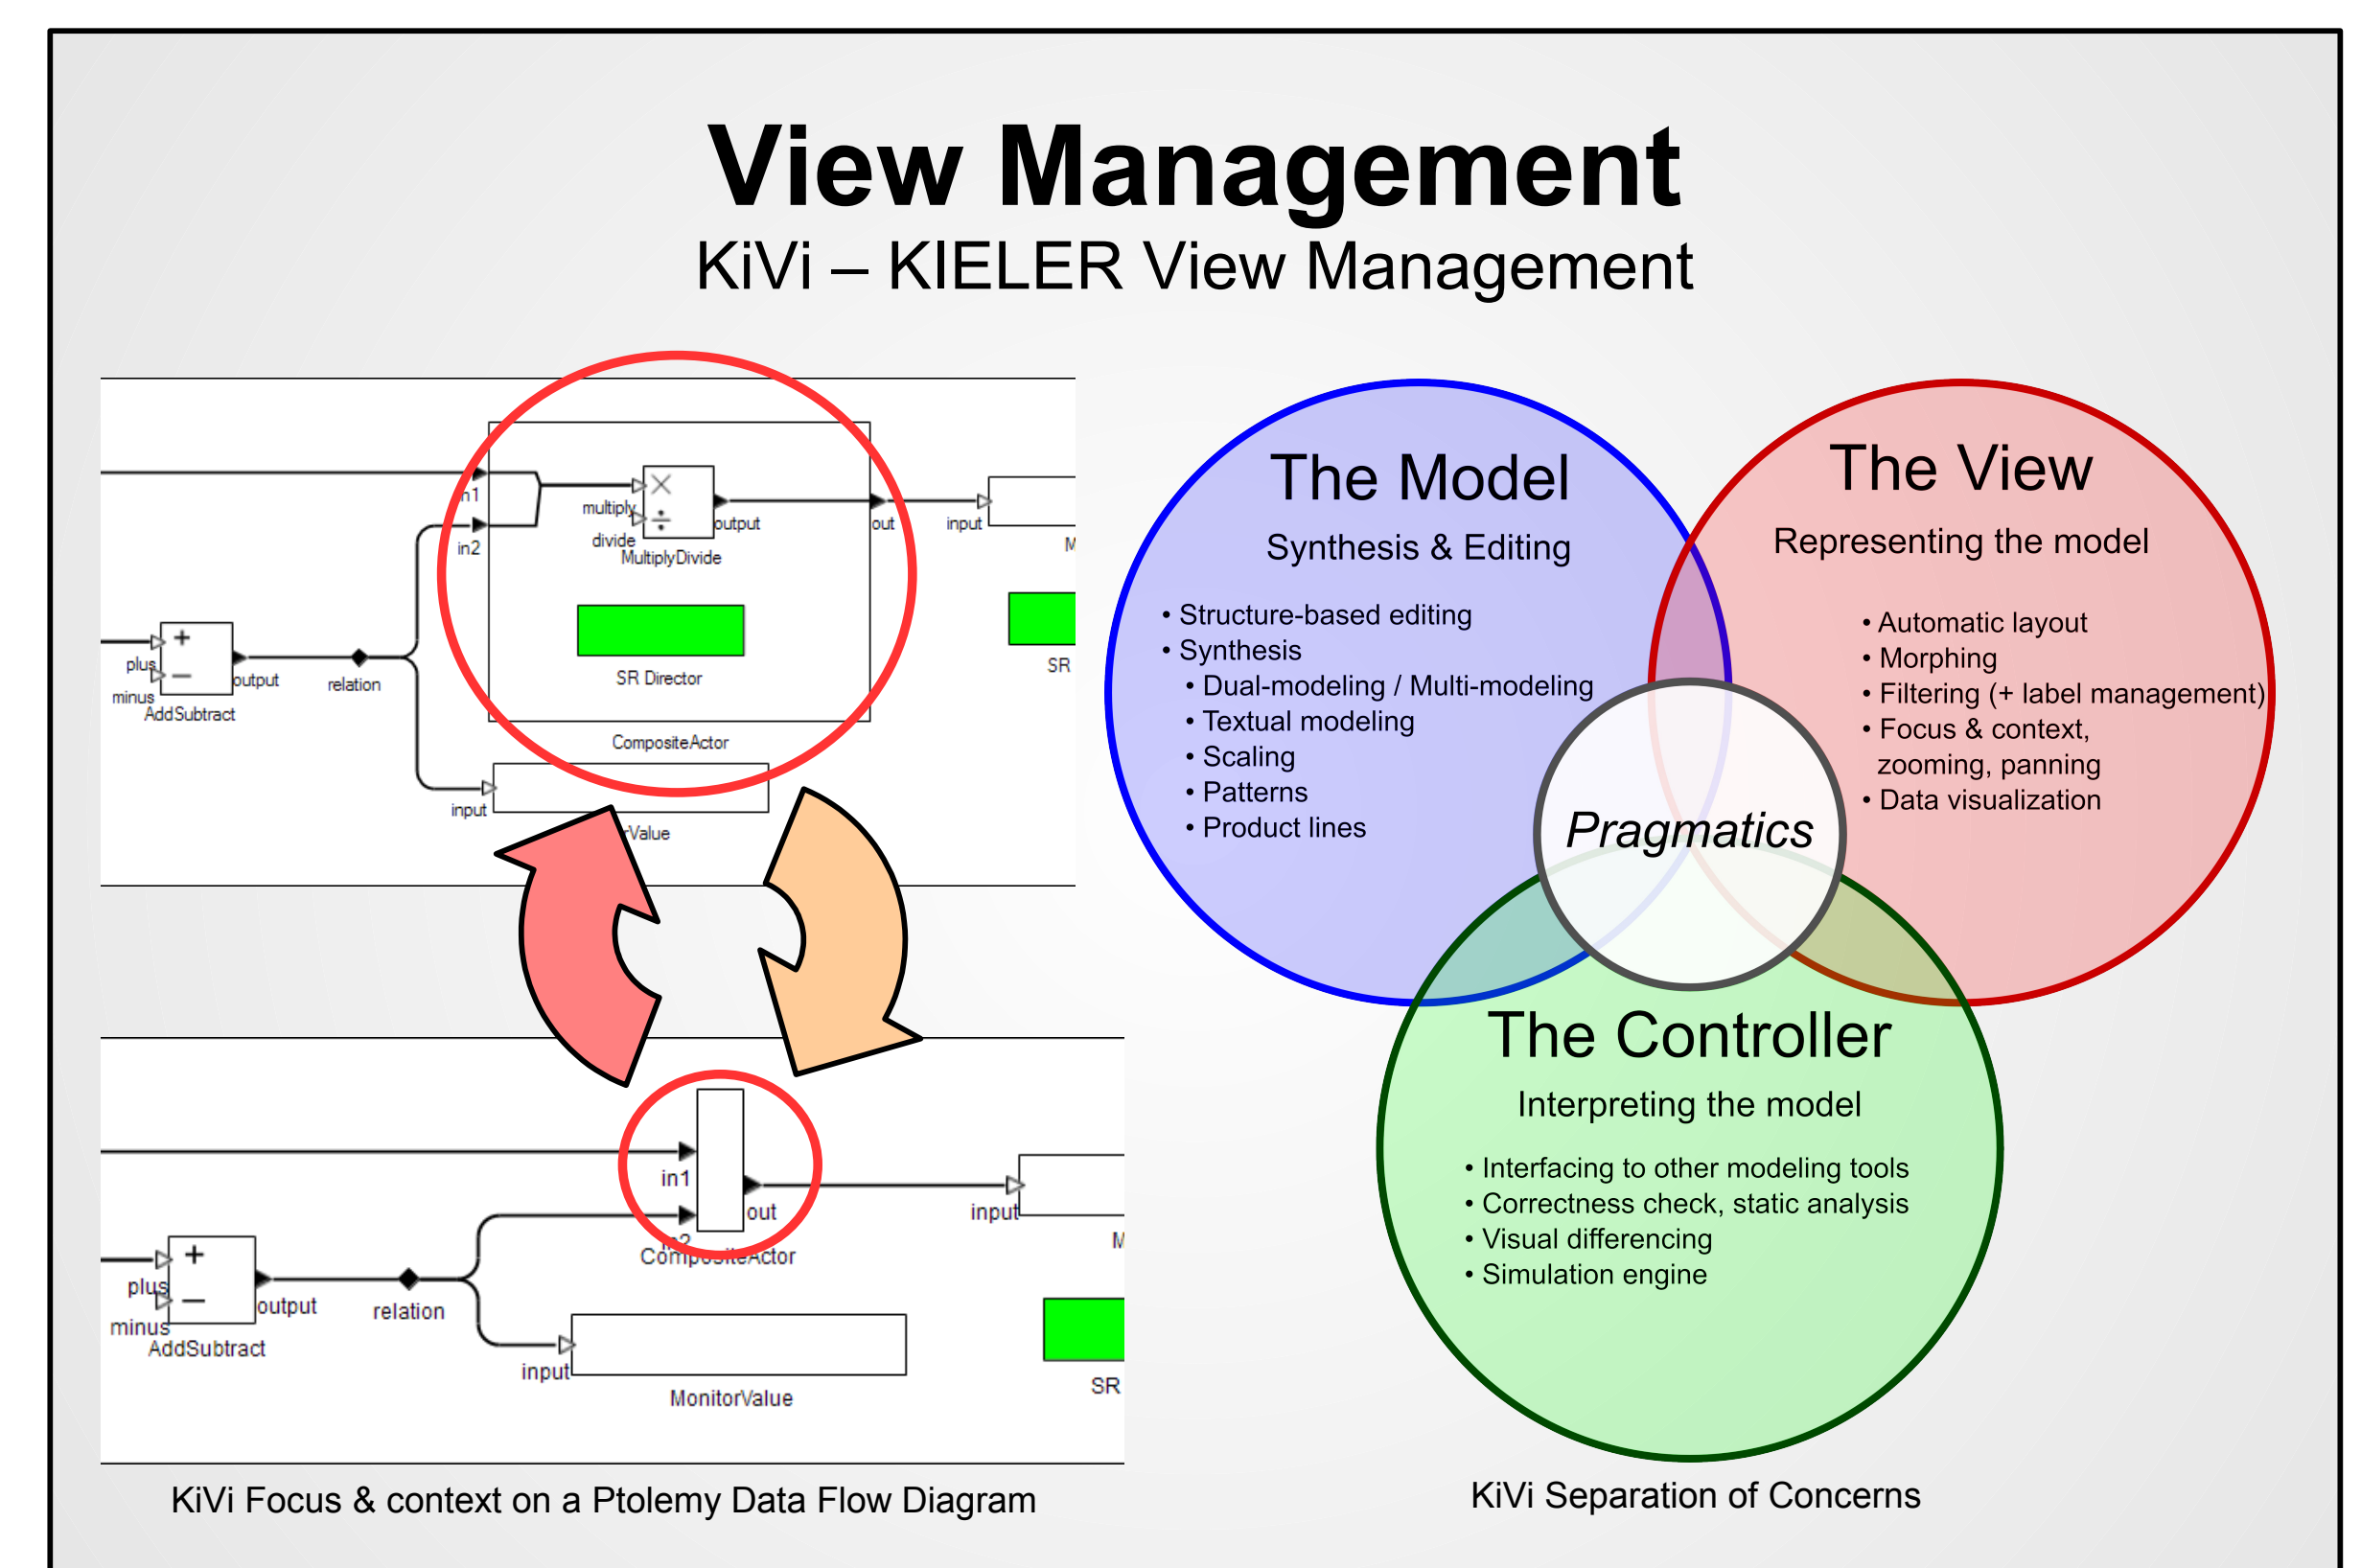 View Management
KiVi – KIELER View Management
in2
multiply
divide
MultiplyDivide
output
out
input
SR Director
SR
CompositeActor
plus
minus
AddSubtract
output
relation
input
in1
out
input
CompositeActor
plus
minus
AddSubtract
output
relation
input
MonitorValue
SR
KiVi Focus & context on a Ptolemy Data Flow Diagram
The Model
Synthesis & Editing
• Structure-based editing
• Synthesis
• Dual-modeling / Multi-modeling
• Textual modeling
• Scaling
• Patterns
• Product lines
The View
Representing the model
• Automatic layout
• Morphing
• Filtering (+ label management)
• Focus & context,
zooming, panning
• Data visualization
Pragmatics
The Controller
Interpreting the model
• Interfacing to other modeling tools
• Correctness check, static analysis
• Visual differencing
• Simulation engine
KiVi Separation of Concerns